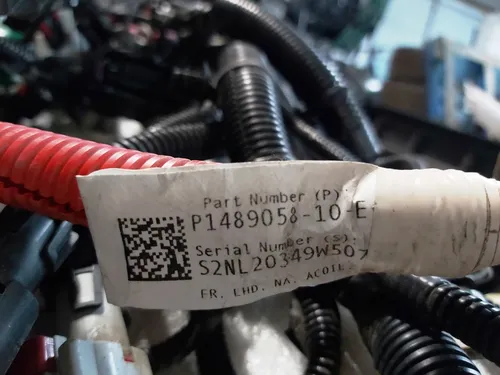 Part Number (P):
P1489058-10-E
Serial Number (S):
S2NL20349W507
FR, LHD, NA,